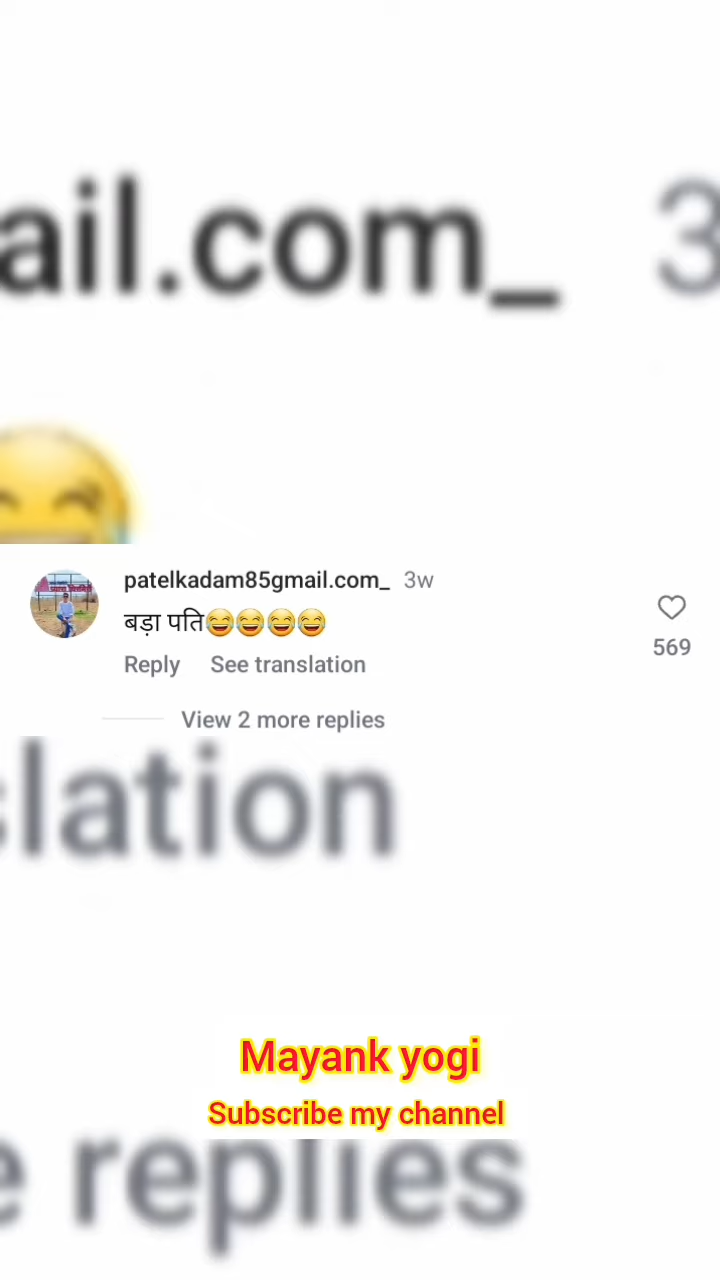 ail.com_ 3
patelkadam85gmail.com_ 3w
बड़ा पति😅😅😅😅
569
Reply See translation
View 2 more replies
slation
Mayank yogi
Subscribe my channel
e replies